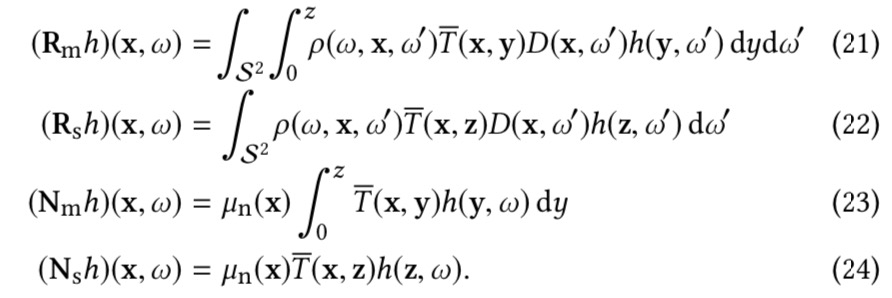 (R_m h)(x, ω) = ∫_{𝒮²} ∫_0^z ρ(ω, x, ω′) T̅(x, y) D(x, ω′) h(y, ω′) dy dω′ (21)
(R_s h)(x, ω) = ∫_{𝒮²} ρ(ω, x, ω′) T̅(x, z) D(x, ω′) h(z, ω′) dω′ (22)
(N_m h)(x, ω) = μ_n(x) ∫_0^z T̅(x, y) h(y, ω) dy (23)
(N_s h)(x, ω) = μ_n(x) T̅(x, z) h(z, ω). (24)